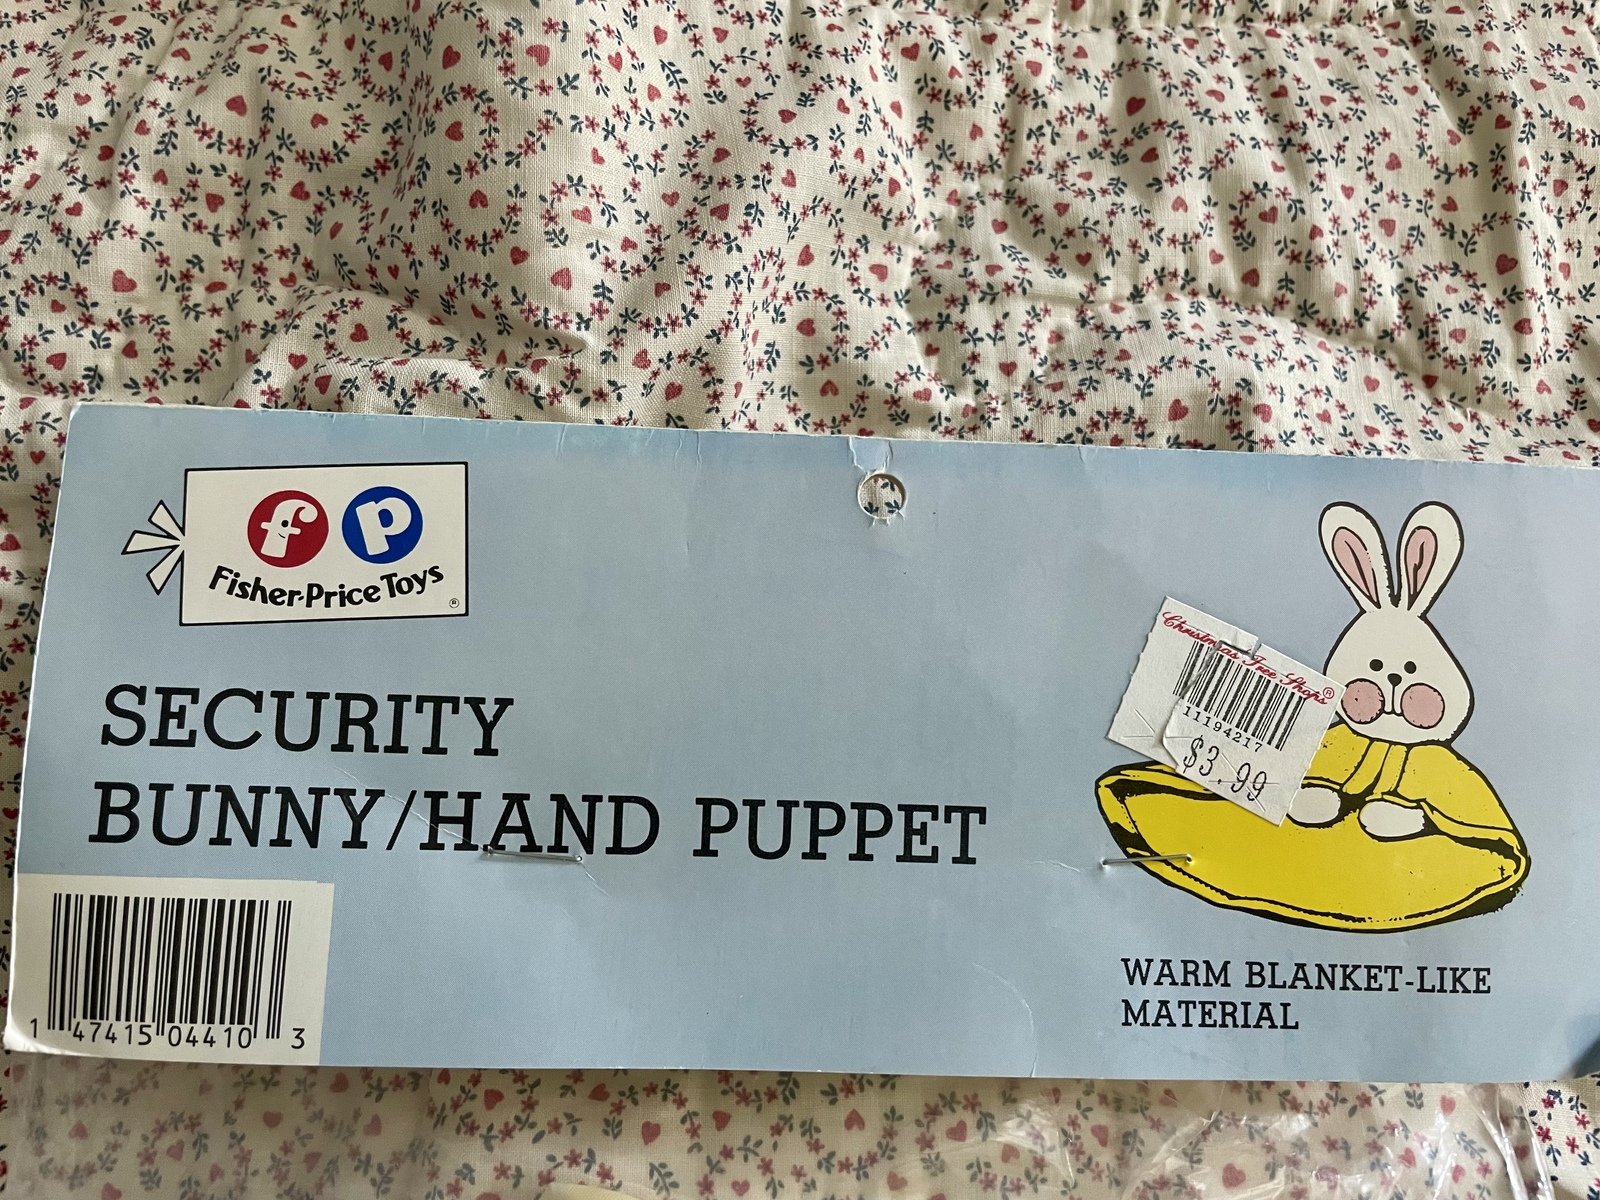 f p
Fisher-Price Toys
®
SECURITY
BUNNY/HAND PUPPET
Christmas Tree Shops®
11194217
$3.99
WARM BLANKET-LIKE
MATERIAL
1 47415 04410 3